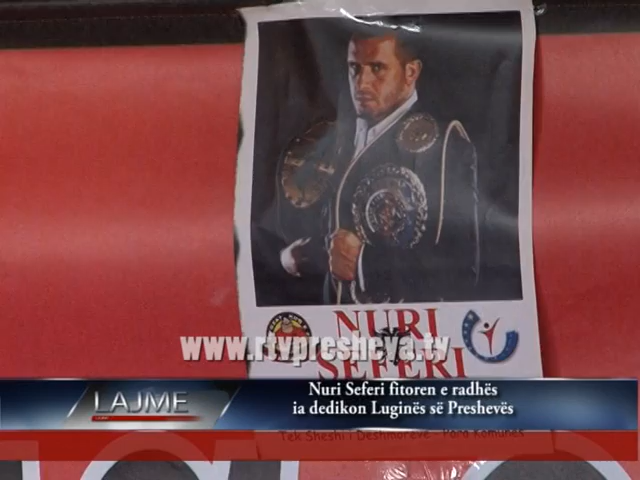 NURI
SEFERI
www.rtvpresheva.tv
LAJME
Nuri Seferi fitoren e radhës
ia dedikon Luginës së Preshevës
Tek Sheshi i Dëshmorëve - Para Komunës